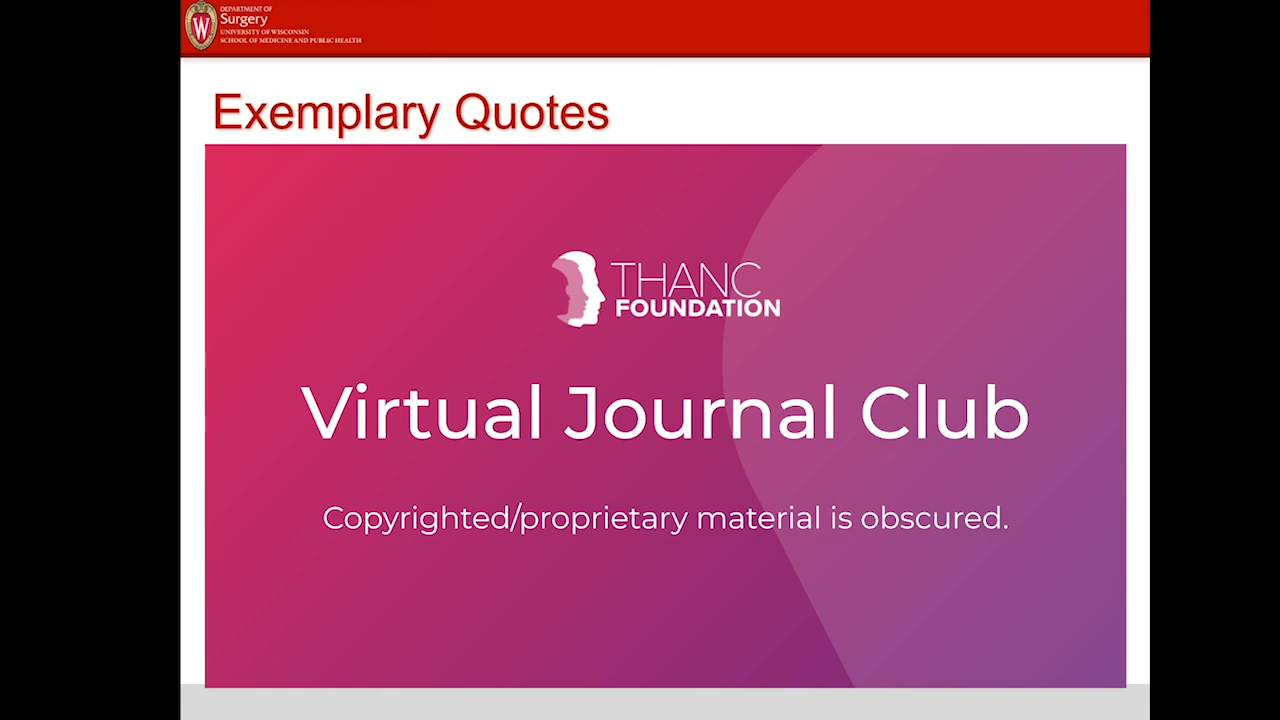 DEPARTMENT OF
Surgery
UNIVERSITY OF WISCONSIN
SCHOOL OF MEDICINE AND PUBLIC HEALTH
W
Exemplary Quotes
THANC
FOUNDATION
Virtual Journal Club
Copyrighted/proprietary material is obscured.